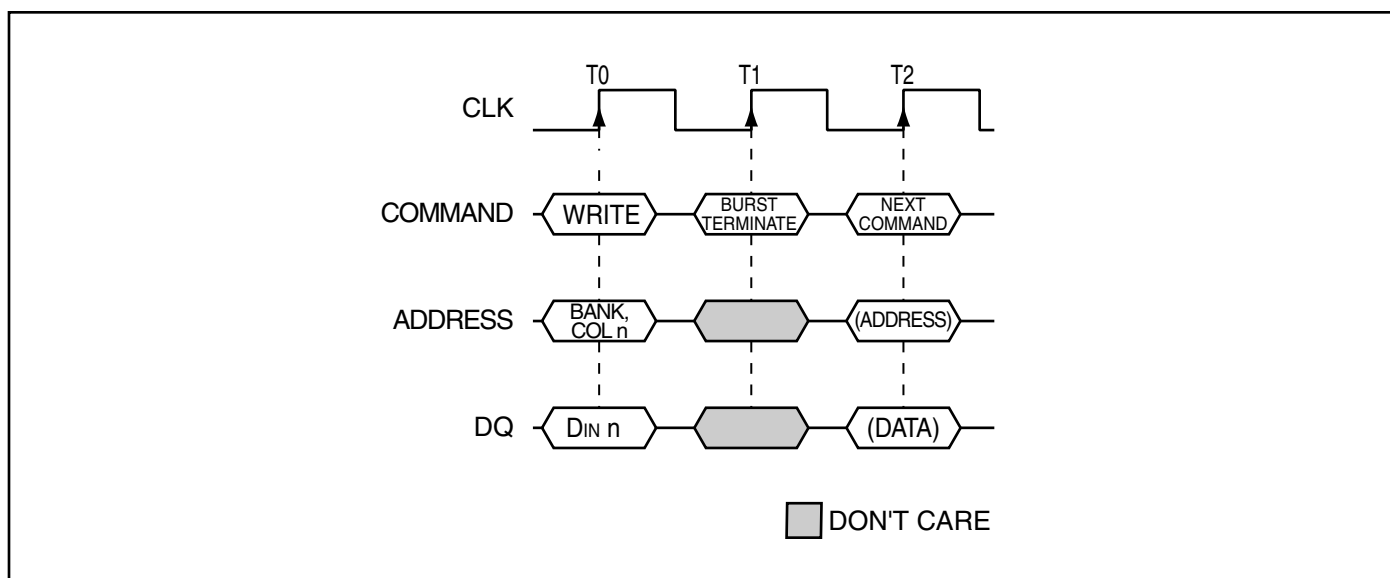 T0 T1 T2
CLK
COMMAND WRITE BURST TERMINATE NEXT COMMAND
ADDRESS BANK, COL n (ADDRESS)
DQ DIN n (DATA)
DON'T CARE